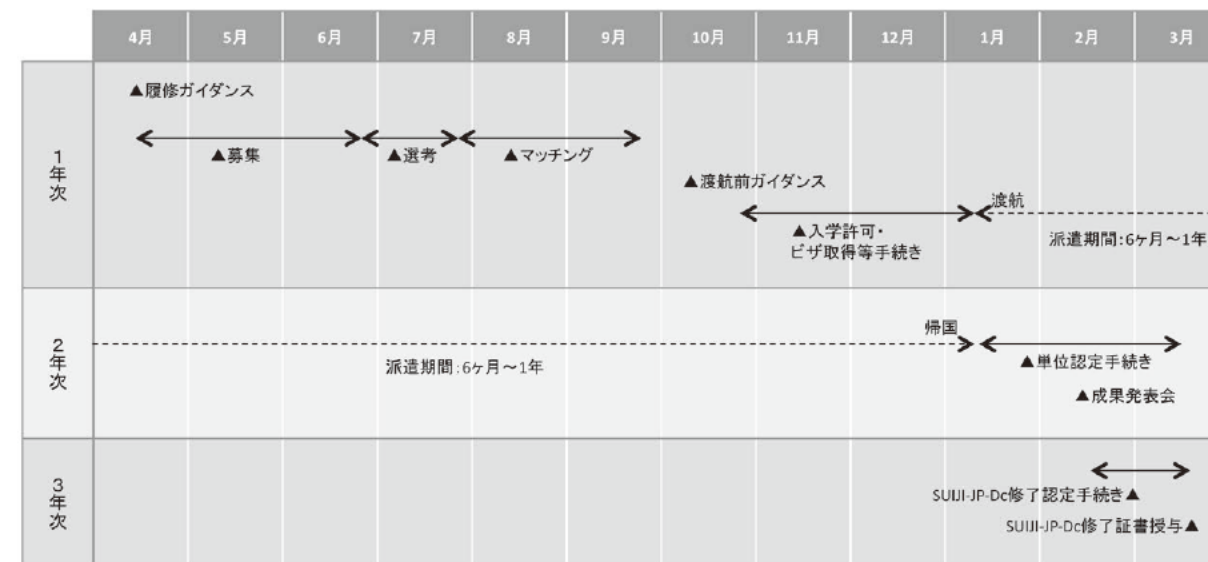 4月 5月 6月 7月 8月 9月 10月 11月 12月 1月 2月 3月
1年次
▲履修ガイダンス
▲募集
▲選考
▲マッチング
▲渡航前ガイダンス
渡航
▲入学許可・
ビザ取得等手続き
派遣期間:6ヶ月~1年
2年次
帰国
派遣期間:6ヶ月~1年
▲単位認定手続き
▲成果発表会
3年次
SUIJI-JP-Dc修了認定手続き▲
SUIJI-JP-Dc修了証書授与▲